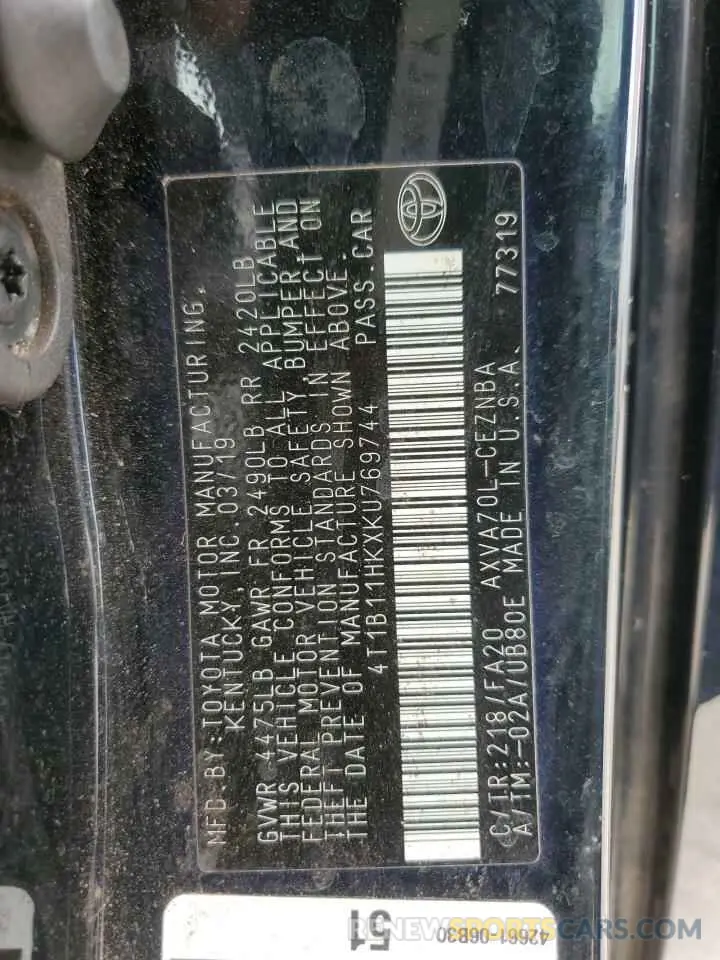 MFD.BY:TOYOTA MOTOR MANUFACTURING,
KENTUCKY, INC. 03/19
GVWR 4475LB GAWR FR 2490LB RR 2420LB
THIS VEHICLE CONFORMS TO ALL APPLICABLE
FEDERAL MOTOR VEHICLE SAFETY, BUMPER AND
THEFT PREVENTION STANDARDS IN EFFECT ON
THE DATE OF MANUFACTURE SHOWN ABOVE.
4T1B11HKXKU769744 PASS.CAR
C/TR:218/FA20 AXVA70L-CEZNBA
A/TM:-02A/UB80E MADE IN U.S.A. 77319
51
42661-06B30
RENEWSPORTSCARS.COM